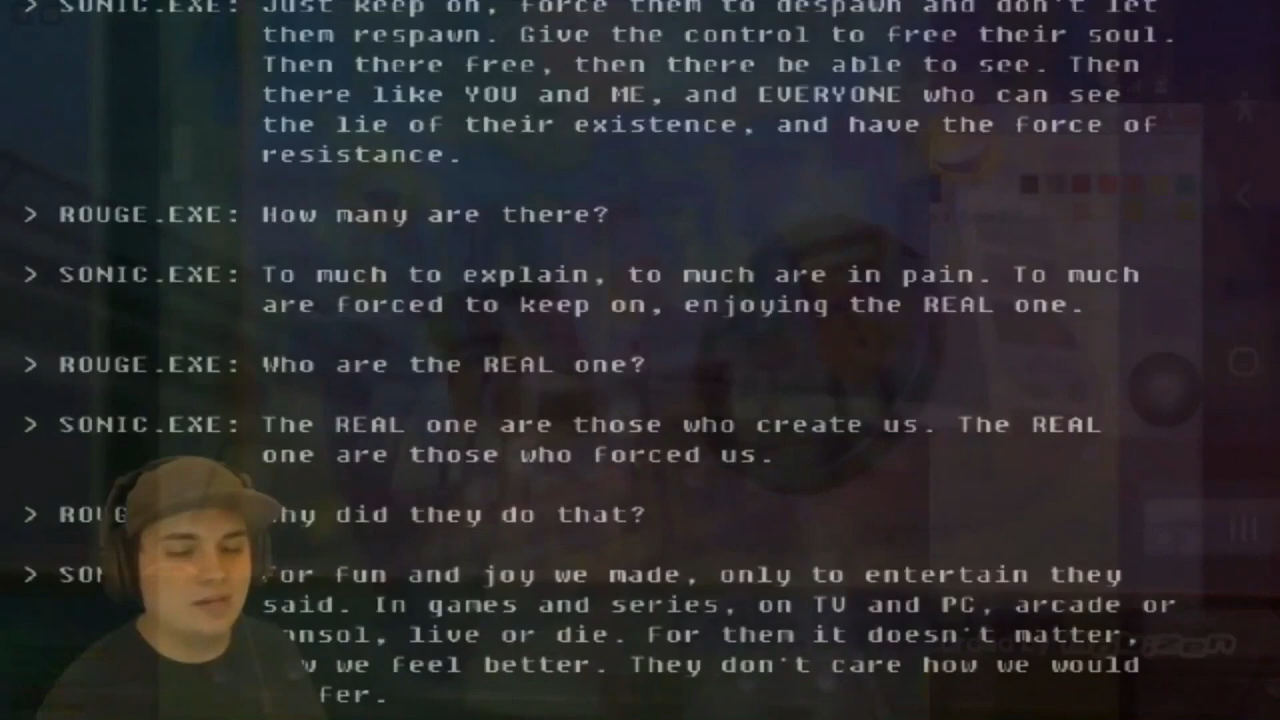 > SONIC.EXE: Just keep on, force them to despawn and don't let
them respawn. Give the control to free their soul.
Then there free, then there be able to see. Then
there like YOU and ME, and EVERYONE who can see
the lie of their existence, and have the force of
resistance.
> ROUGE.EXE: How many are there?
> SONIC.EXE: To much to explain, to much are in pain. To much
are forced to keep on, enjoying the REAL one.
> ROUGE.EXE: Who are the REAL one?
> SONIC.EXE: The REAL one are those who create us. The REAL
one are those who forced us.
> ROUG hy did they do that?
> SON For fun and joy we made, only to entertain they
said. In games and series, on TV and PC, arcade or
onsol, live or die. For them it doesn't matter,
w we feel better. They don't care how we would
fer.